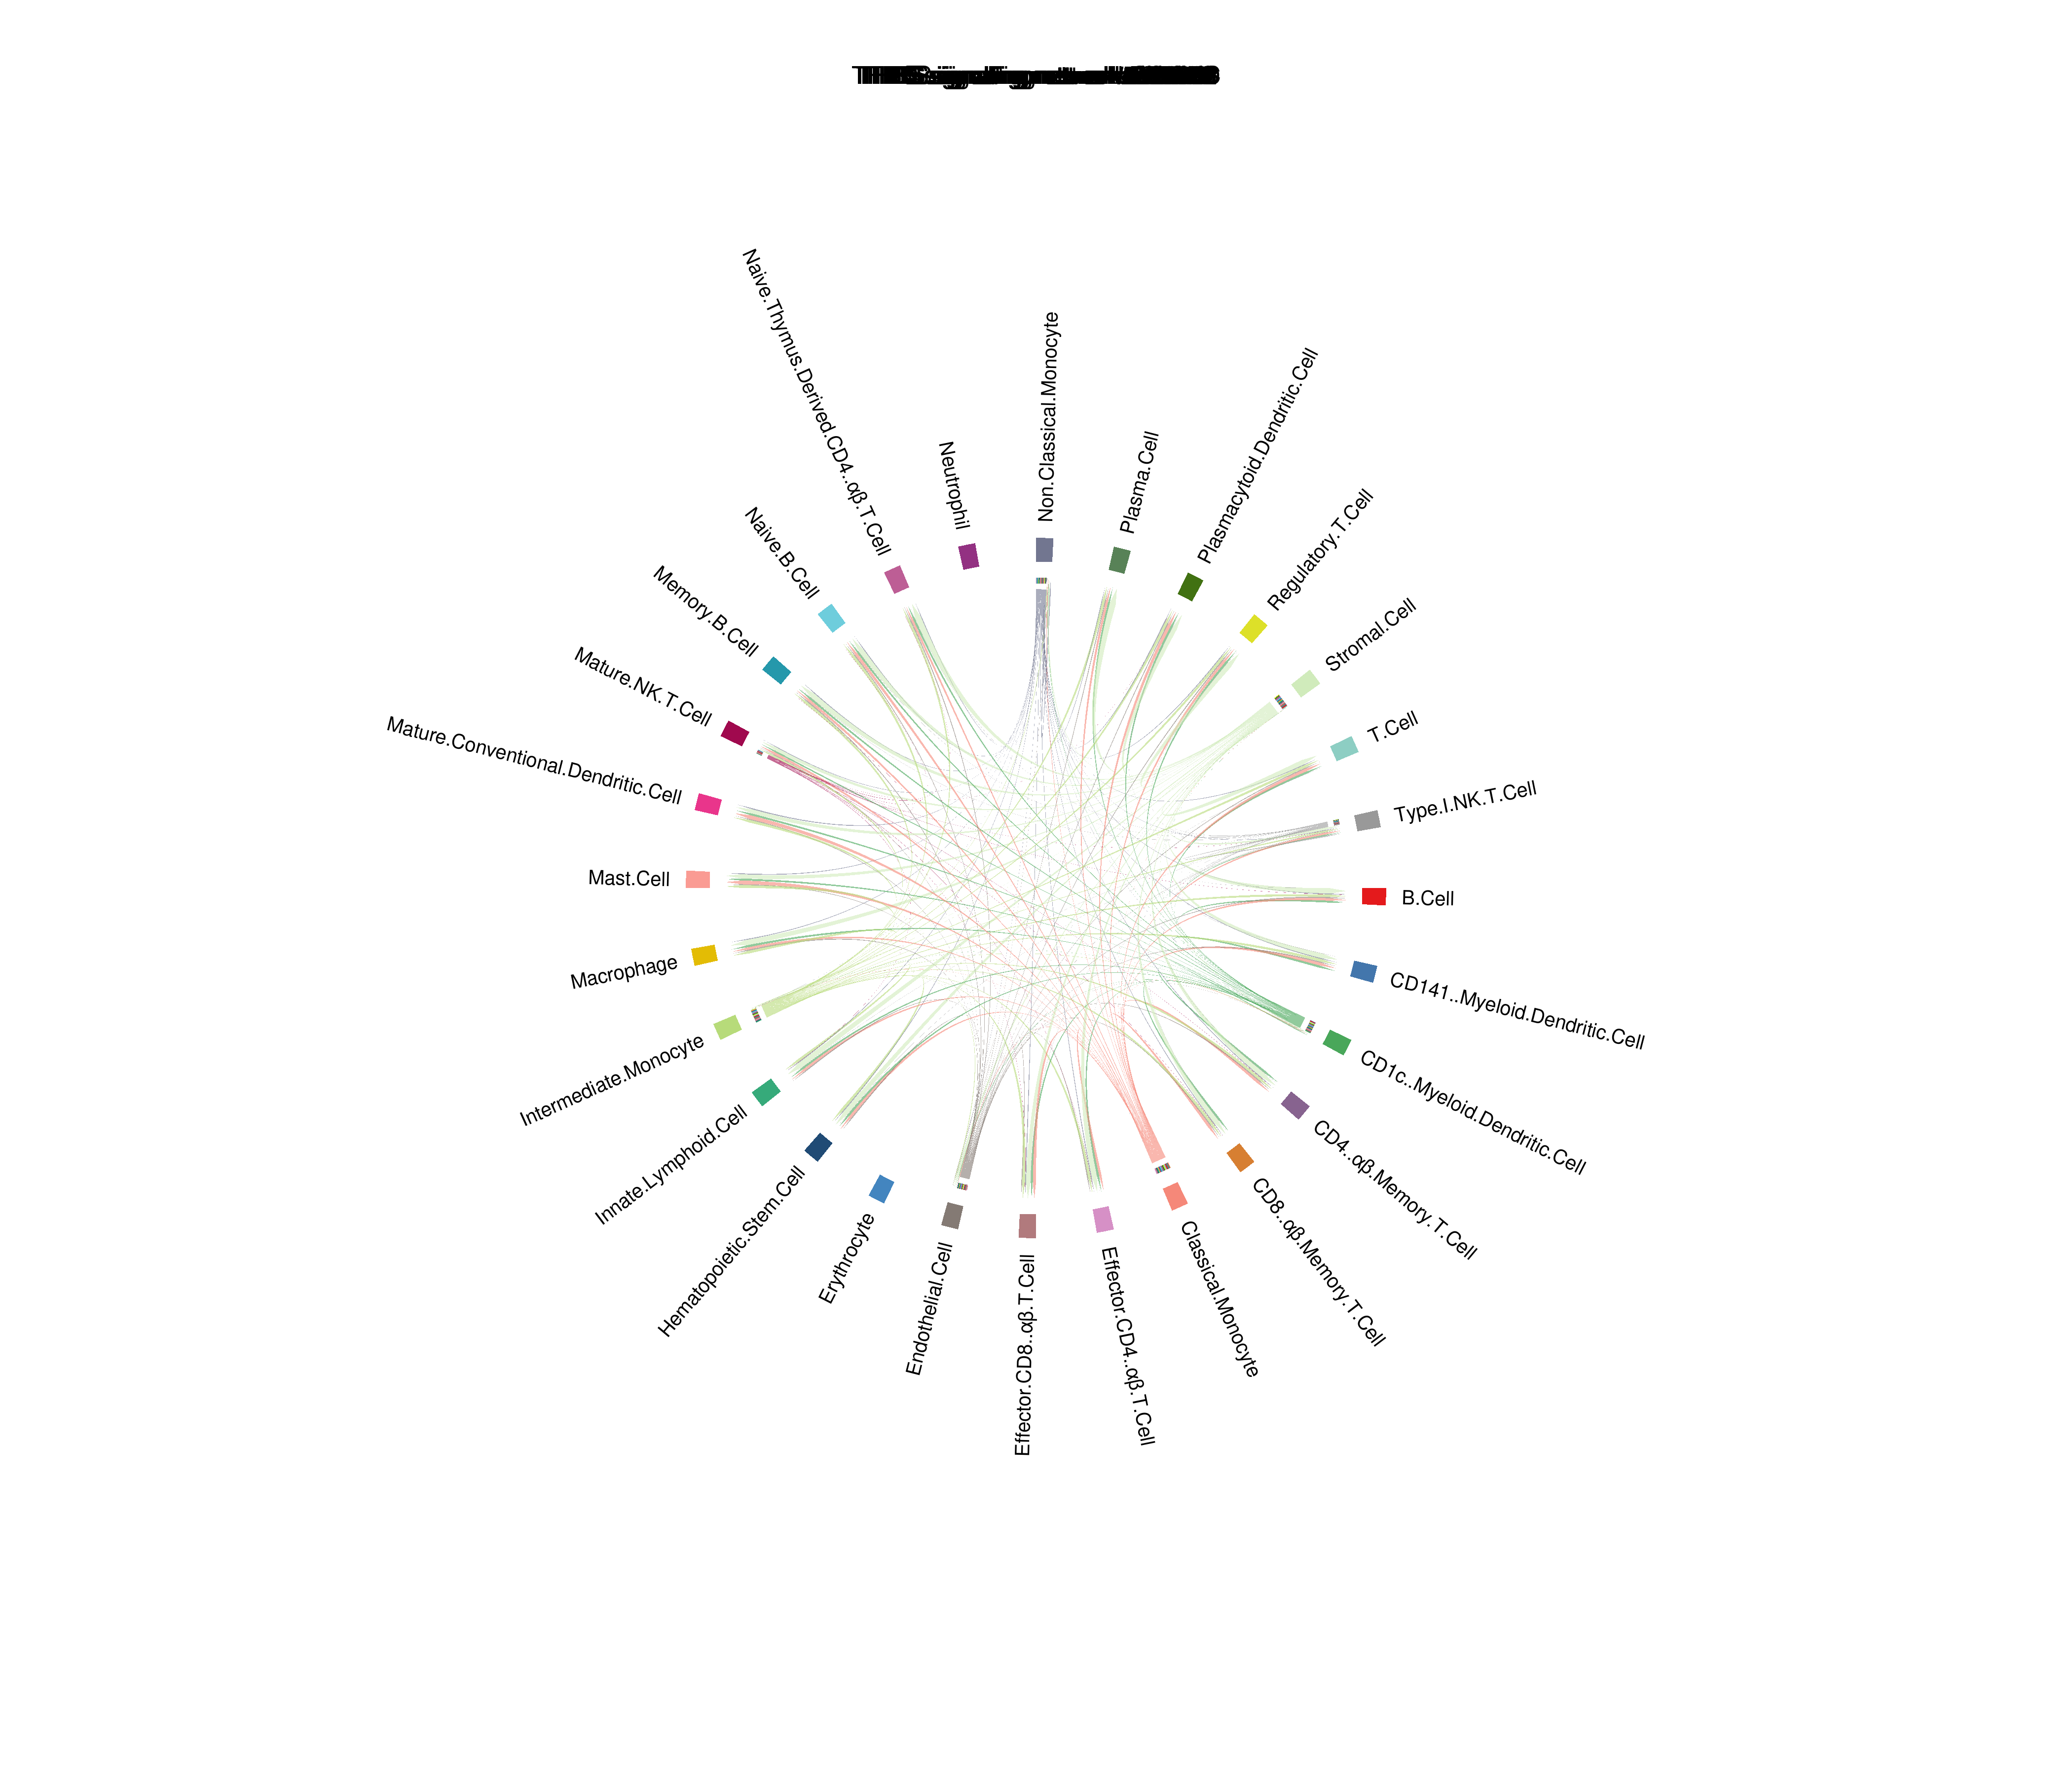 Non.Classical.Monocyte
Plasma.Cell
Plasmacytoid.Dendritic.Cell
Regulatory.T.Cell
Stromal.Cell
T.Cell
Type.I.NK.T.Cell
B.Cell
CD141..Myeloid.Dendritic.Cell
CD1c..Myeloid.Dendritic.Cell
CD4..αβ.Memory.T.Cell
CD8..αβ.Memory.T.Cell
Classical.Monocyte
Effector.CD4..αβ.T.Cell
Effector.CD8..αβ.T.Cell
Endothelial.Cell
Erythrocyte
Hematopoietic.Stem.Cell
Innate.Lymphoid.Cell
Intermediate.Monocyte
Macrophage
Mast.Cell
Mature.Conventional.Dendritic.Cell
Mature.NK.T.Cell
Memory.B.Cell
Naive.B.Cell
Naive.Thymus.Derived.CD4..αβ.T.Cell
Neutrophil